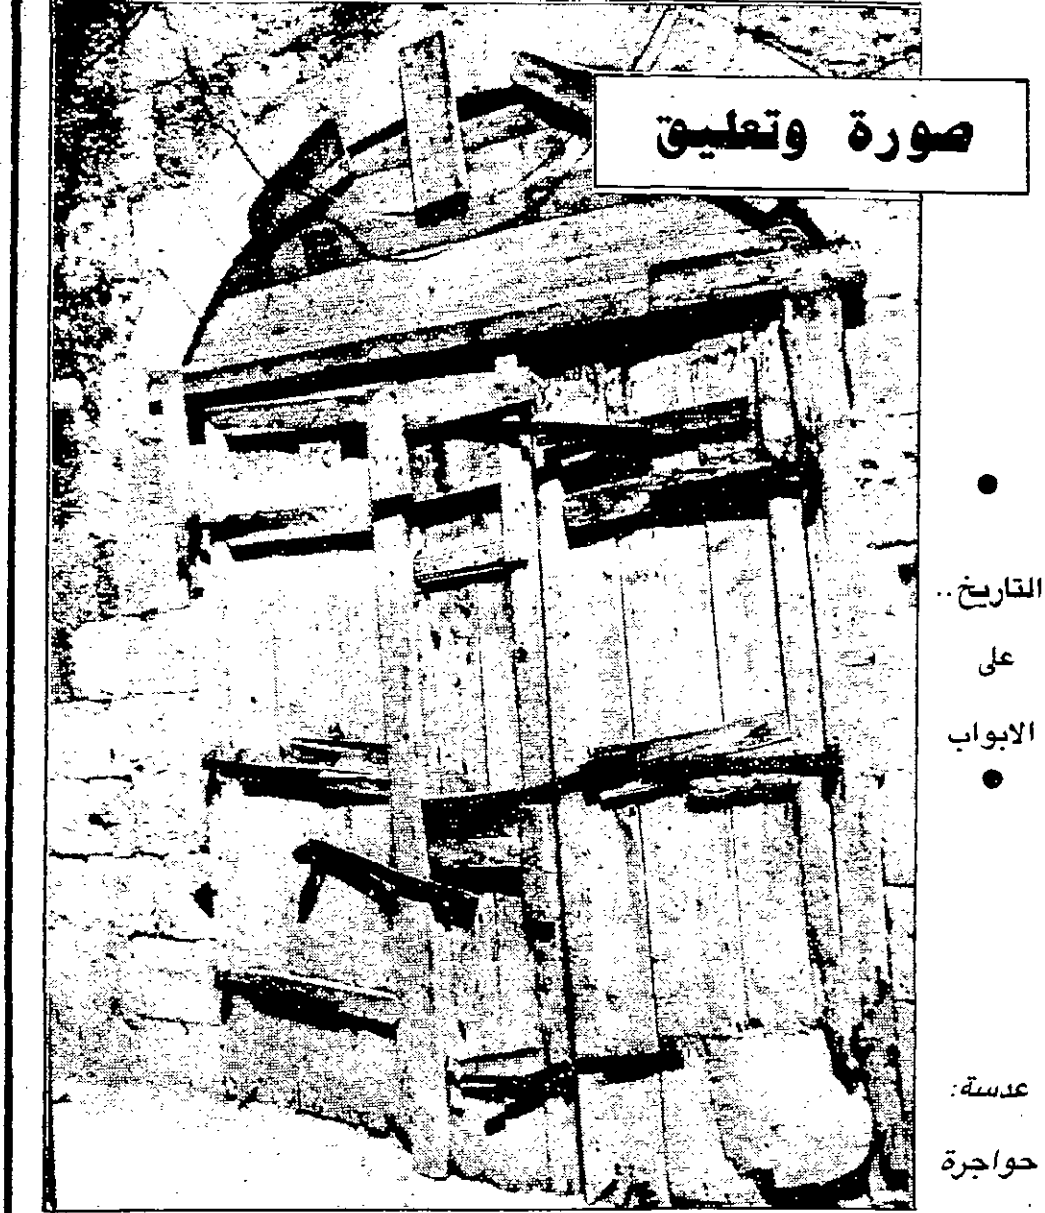 صورة وتعليق
●
التاريخ..
على
الابواب
●
عدسة:
حواجرة